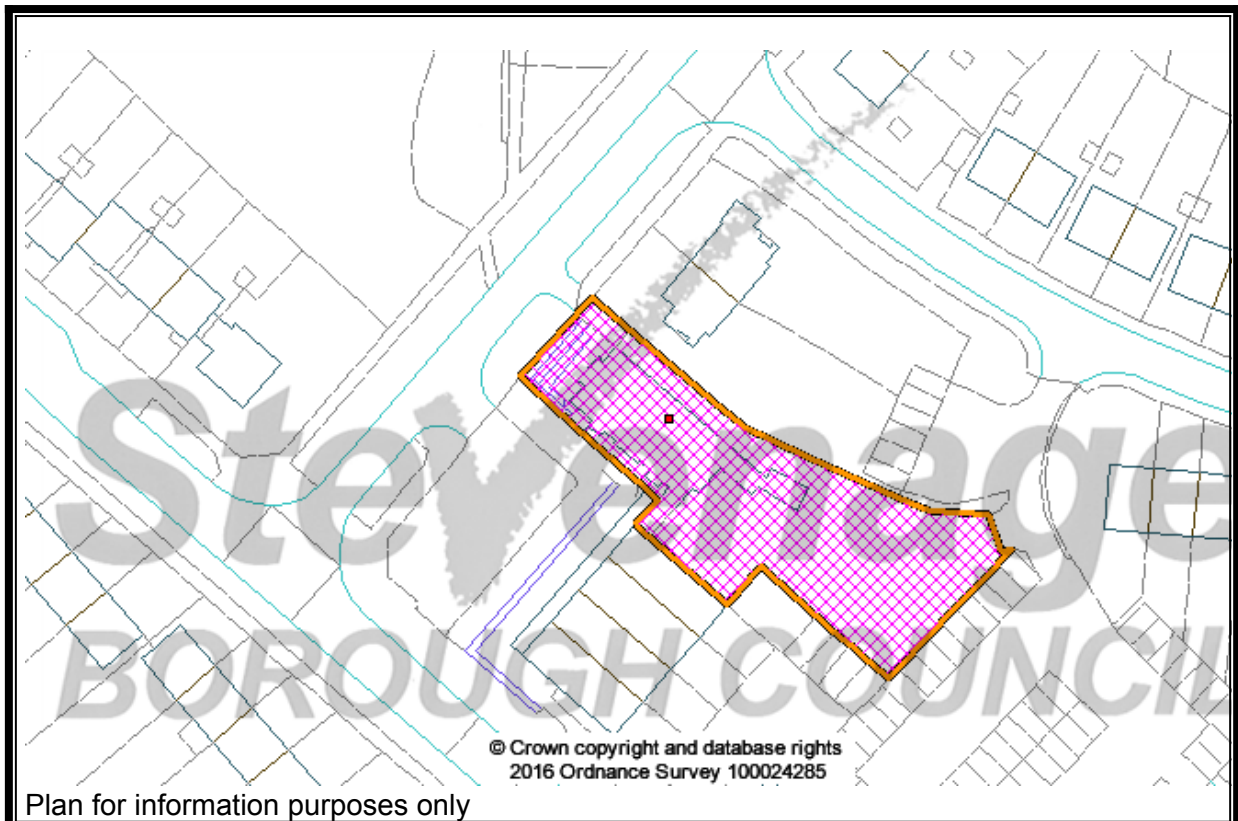 Stevenage
BOROUGH COUNCIL
© Crown copyright and database rights
2016 Ordnance Survey 100024285
Plan for information purposes only